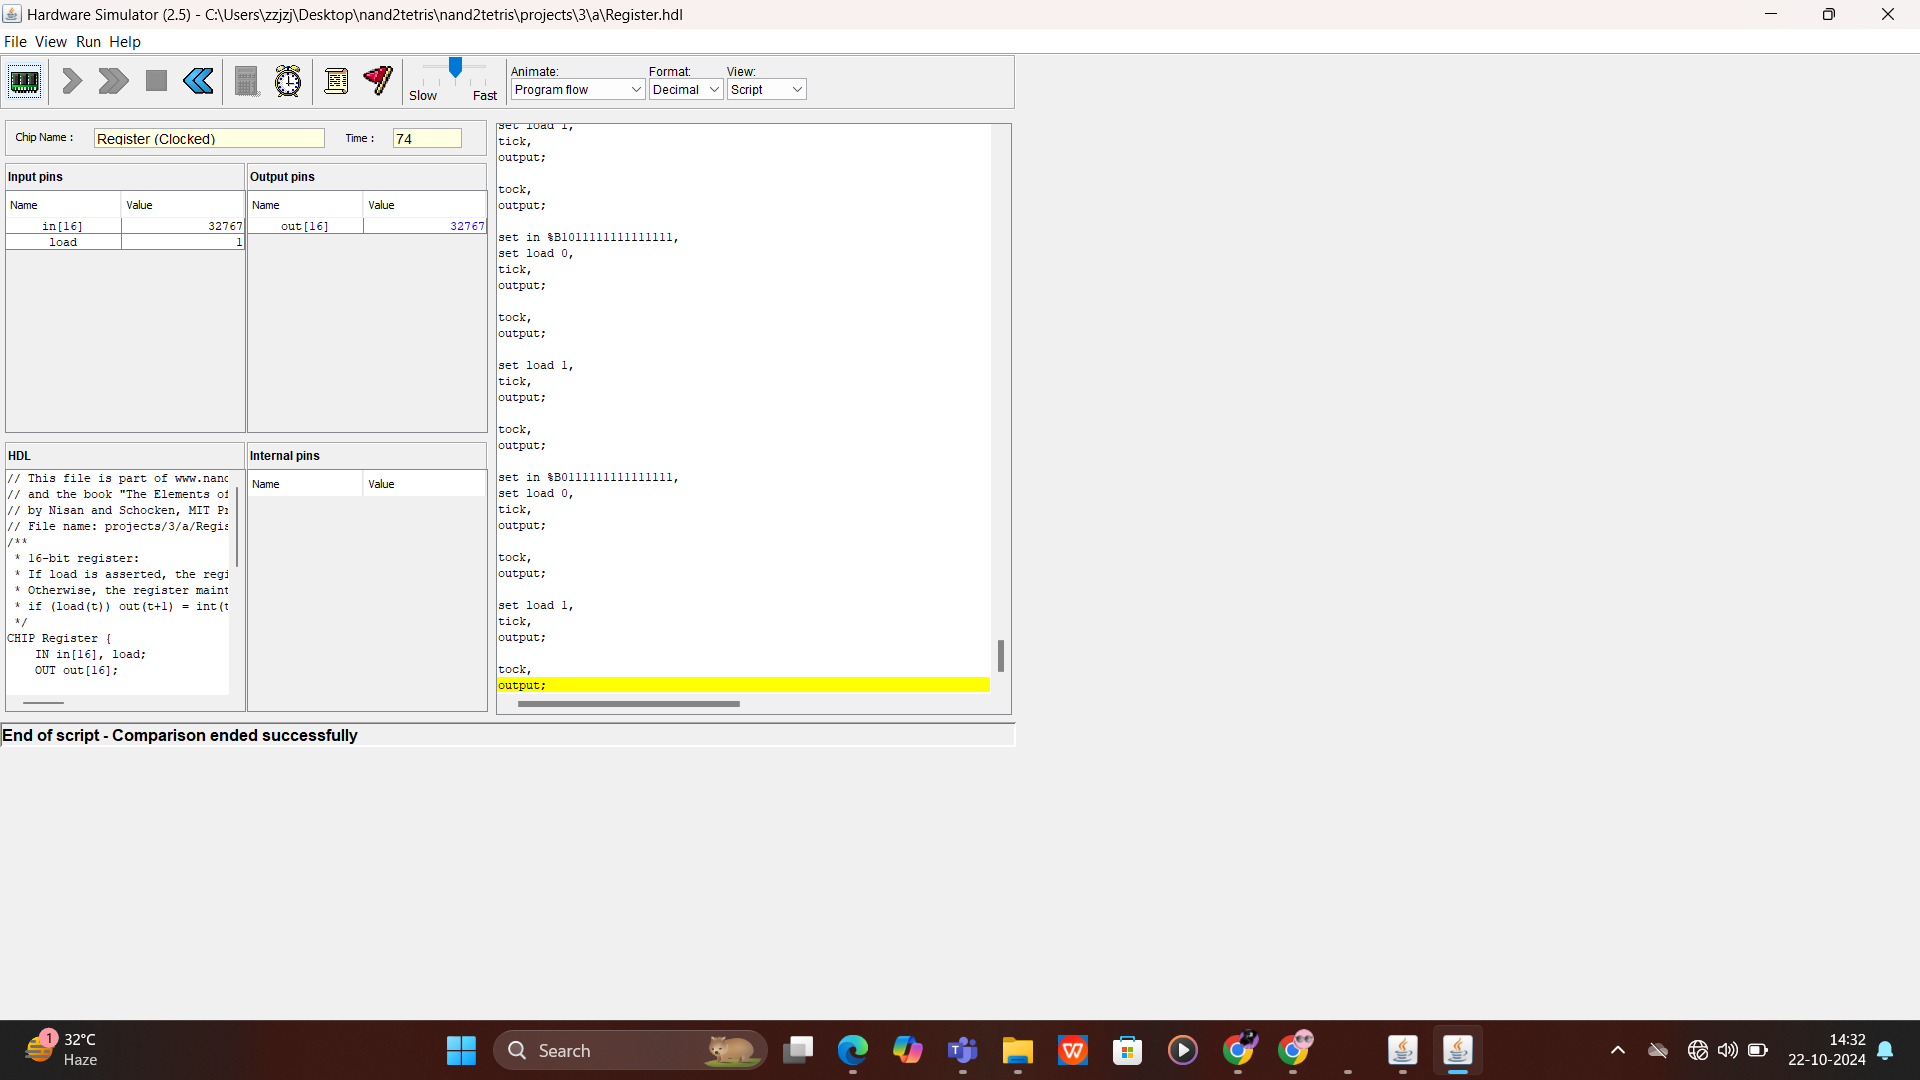 Hardware Simulator (2.5) - C:\Users\zzjzj\Desktop\nand2tetris\nand2tetris\projects\3\a\Register.hdl
File View Run Help
Slow Fast
Animate:
Program flow
Format:
Decimal
View:
Script
Chip Name : Register (Clocked) Time : 74
Input pins
Name Value
in[16] 32767
load 1
Output pins
Name Value
out[16] 32767
HDL
// This file is part of www.nand
// and the book "The Elements of
// by Nisan and Schocken, MIT Pr
// File name: projects/3/a/Regis
/**
* 16-bit register:
* If load is asserted, the regi
* Otherwise, the register maint
* if (load(t)) out(t+1) = int(t
*/
CHIP Register {
IN in[16], load;
OUT out[16];
Internal pins
Name Value
set load 1,
tick,
output;
tock,
output;
set in %B1011111111111111,
set load 0,
tick,
output;
tock,
output;
set load 1,
tick,
output;
tock,
output;
set in %B0111111111111111,
set load 0,
tick,
output;
tock,
output;
set load 1,
tick,
output;
tock,
output;
End of script - Comparison ended successfully
1
32°C
Haze
Search
14:32
22-10-2024